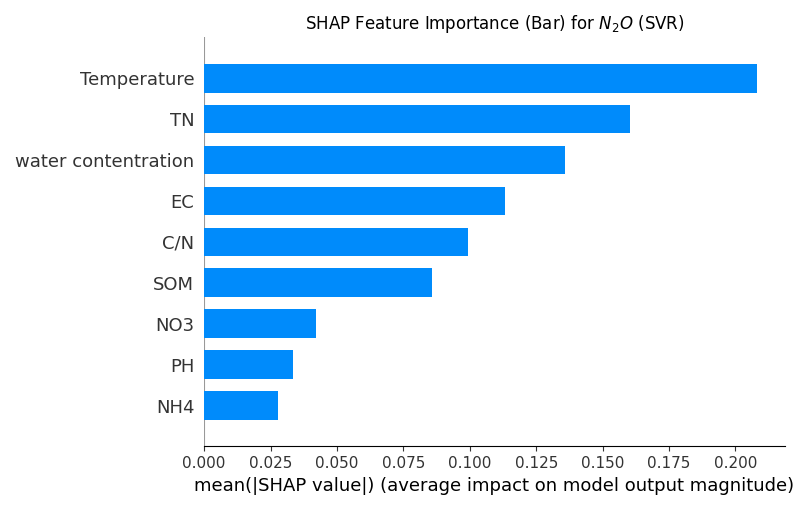 SHAP Feature Importance (Bar) for N₂O (SVR)
Temperature
TN
water contentration
EC
C/N
SOM
NO3
PH
NH4
0.000 0.025 0.050 0.075 0.100 0.125 0.150 0.175 0.200
mean(|SHAP value|) (average impact on model output magnitude)